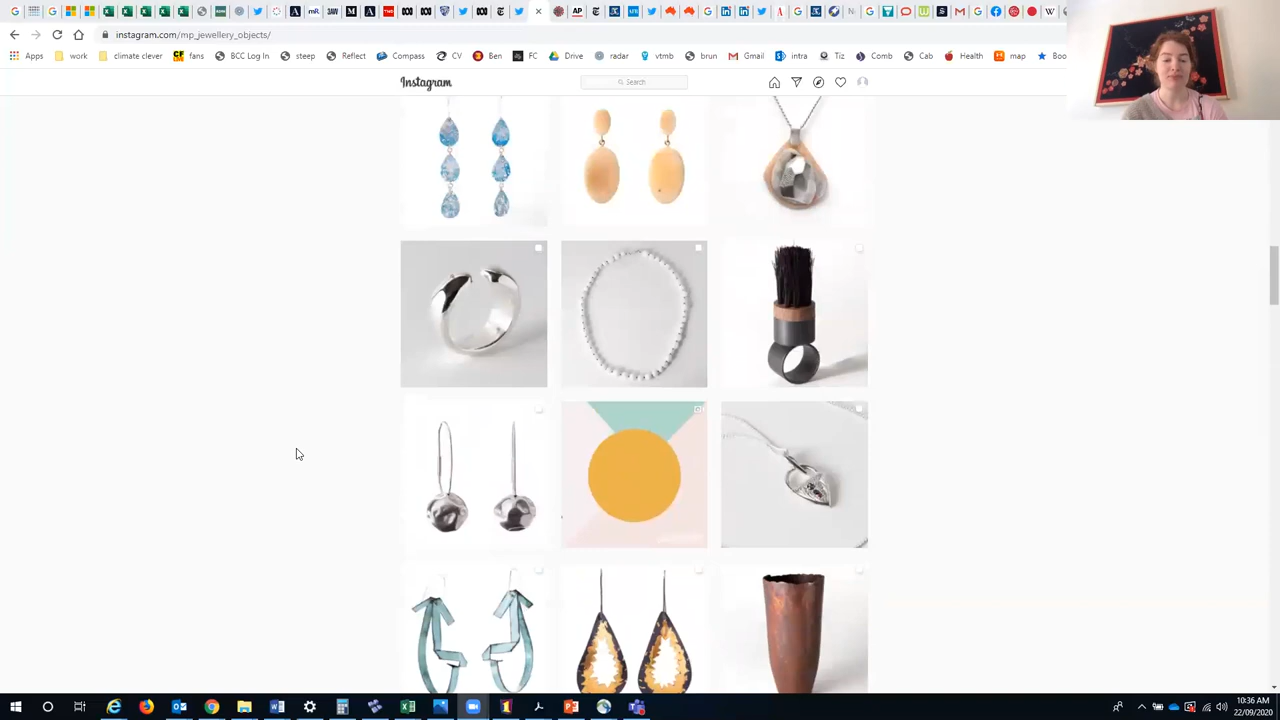 instagram.com/mp_jewellery_objects/
Apps work climate clever fans BCC Log In steep Reflect Compass CV Ben FC Drive radar vtmb brun Gmail intra Tiz Comb Cab Health map Boo
Instagram
Search
10:36 AM
22/09/2020